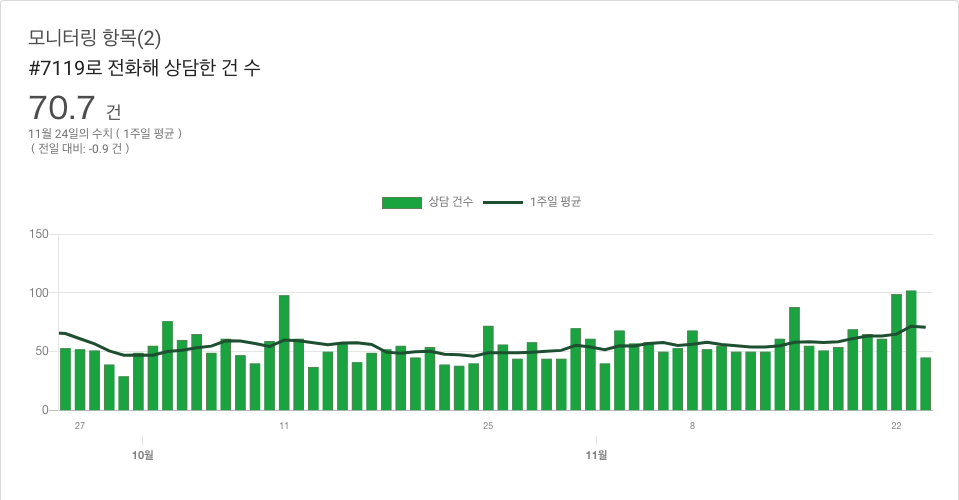 모니터링 항목(2)
#7119로 전화해 상담한 건 수
70.7 건
11월 24일의 수치 ( 1주일 평균 )
( 전일 대비: -0.9 건 )
상담 건수 1주일 평균
150
100
50
0
27 11 25 8 22
10월 11월